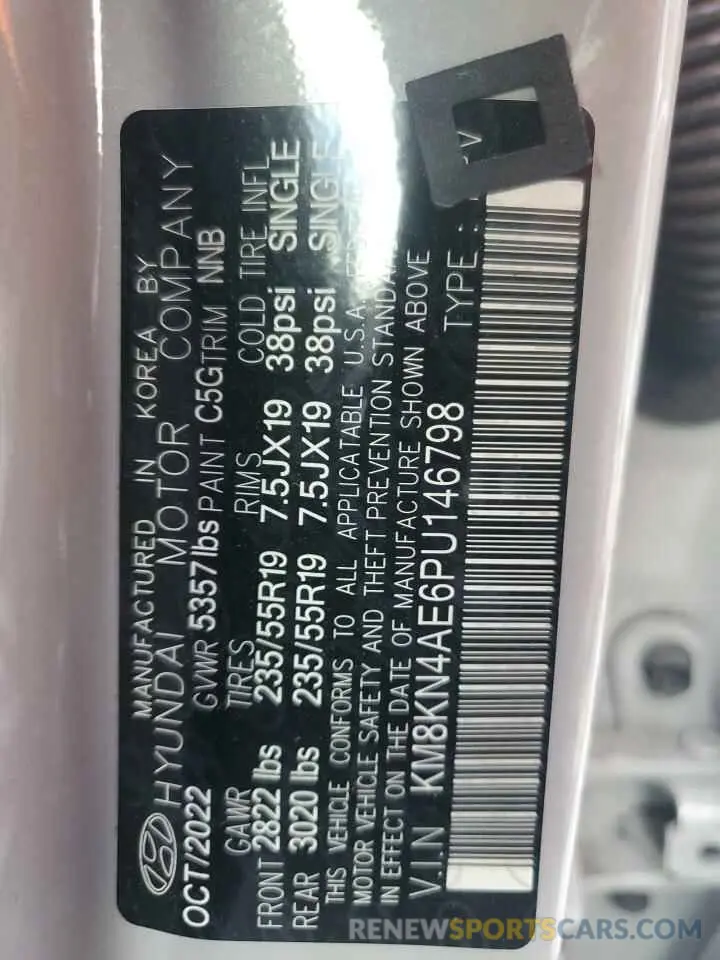 MANUFACTURED IN KOREA BY
HYUNDAI MOTOR COMPANY
OCT/2022 GVWR 5357lbs PAINT C5G TRIM NNB
GAWR TIRES RIMS COLD TIRE INFL
FRONT 2822 lbs 235/55R19 7.5JX19 38psi SINGLE
REAR 3020 lbs 235/55R19 7.5JX19 38psi SINGLE
THIS VEHICLE CONFORMS TO ALL APPLICATABLE U.S.A.
MOTOR VEHICLE SAFETY AND THEFT PREVENTION
IN EFFECT ON THE DATE OF MANUFACTURE SHOWN ABOVE
V.I.N KM8KN4AE6PU146798 TYPE :
RENEWSPORTSCARS.COM